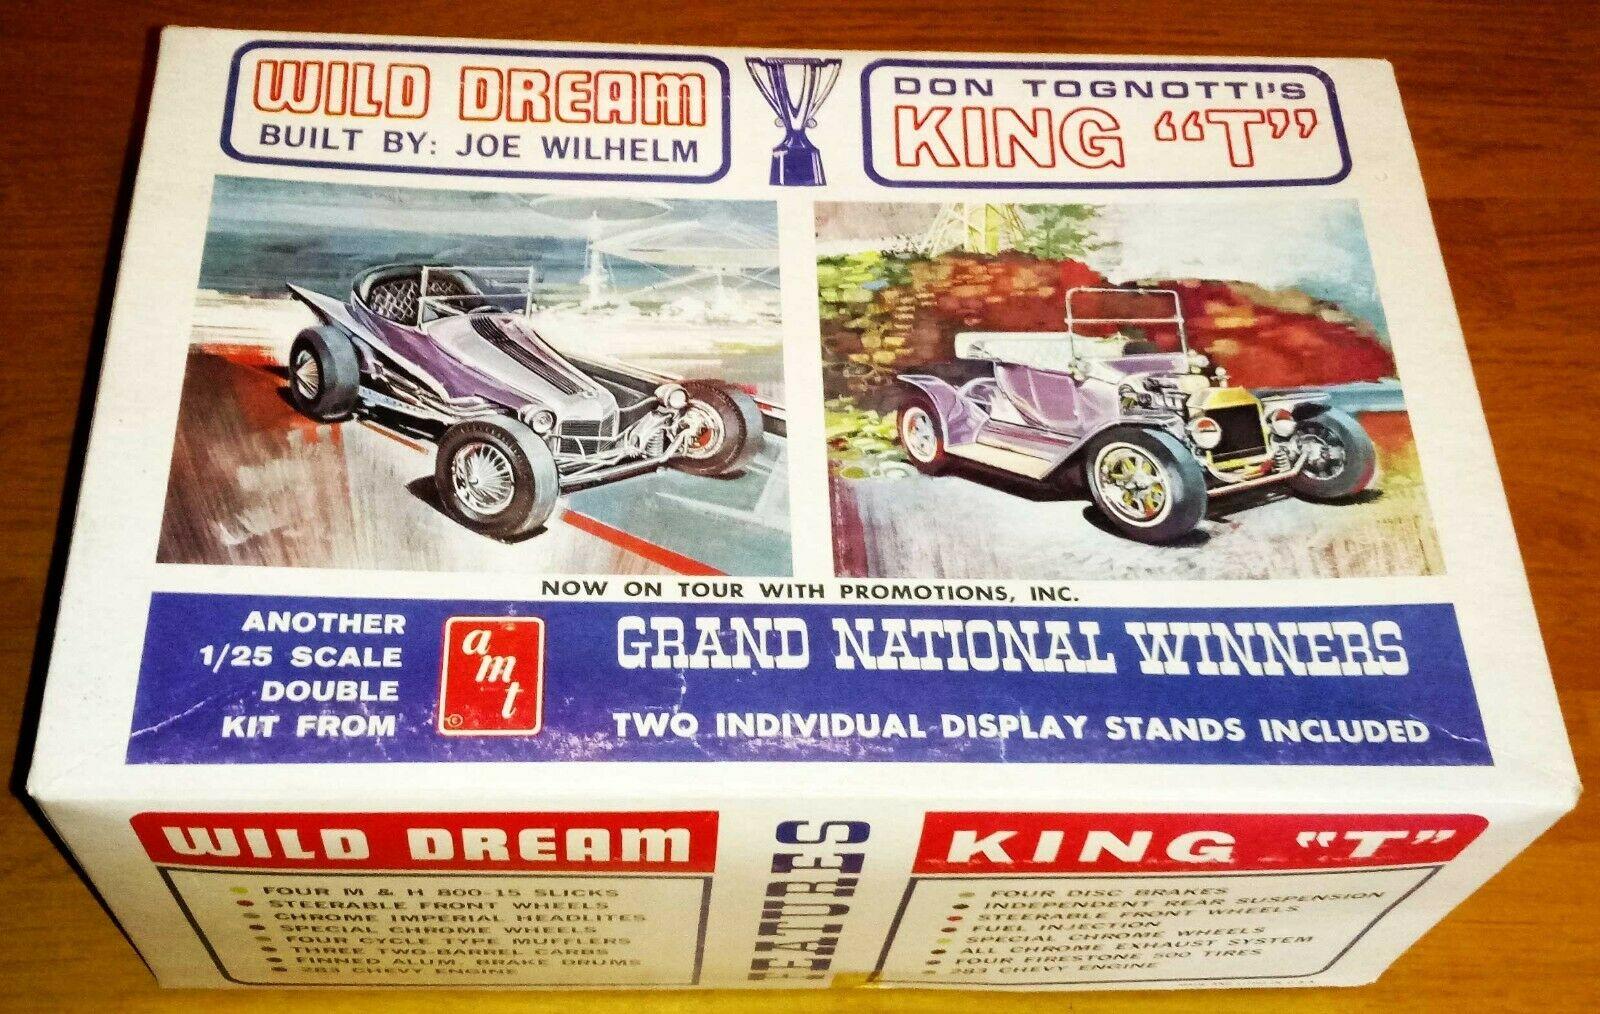 WILD DREAM
BUILT BY: JOE WILHELM
DON TOGNOTTI'S
KING "T"
NOW ON TOUR WITH PROMOTIONS, INC.
ANOTHER
1/25 SCALE
DOUBLE
KIT FROM
amt
©
GRAND NATIONAL WINNERS
TWO INDIVIDUAL DISPLAY STANDS INCLUDED
WILD DREAM
FOUR M & H 800-15 SLICKS
STEERABLE FRONT WHEELS
CHROME IMPERIAL HEADLITES
SPECIAL CHROME WHEELS
FOUR CYCLE TYPE MUFFLERS
THREE TWO-BARREL CARBS
FINNED ALUM. BRAKE DRUMS
283 CHEVY ENGINE
FEATURES
KING "T"
FOUR DISC BRAKES
INDEPENDENT REAR SUSPENSION
STEERABLE FRONT WHEELS
FUEL INJECTION
SPECIAL CHROME WHEELS
ALL CHROME EXHAUST SYSTEM
FOUR FIRESTONE 500 TIRES
283 CHEVY ENGINE